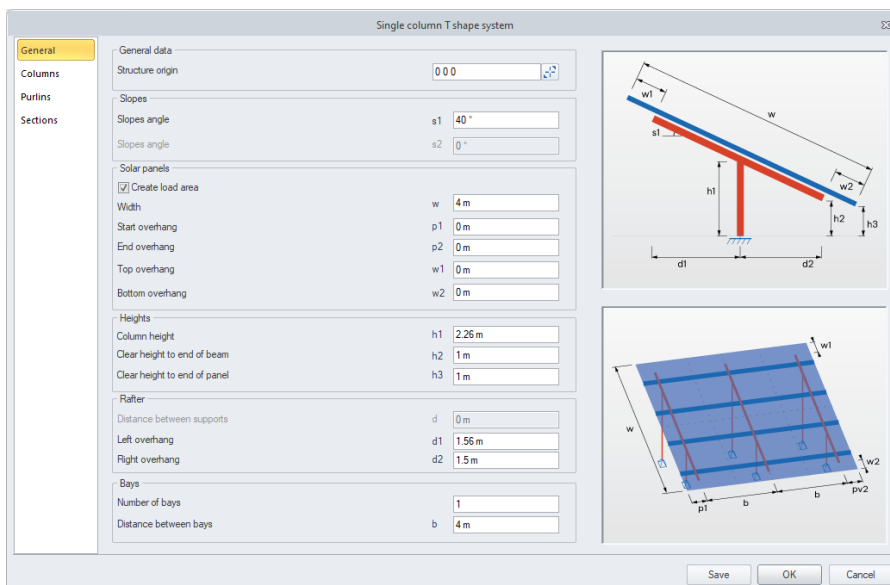 Single column T shape system
General
Columns
Purlins
Sections
General data
Structure origin 0 0 0
Slopes
Slopes angle s1 40 °
Slopes angle s2 0 °
Solar panels
Create load area
Width w 4 m
Start overhang p1 0 m
End overhang p2 0 m
Top overhang w1 0 m
Bottom overhang w2 0 m
Heights
Column height h1 2.26 m
Clear height to end of beam h2 1 m
Clear height to end of panel h3 1 m
Rafter
Distance between supports d 0 m
Left overhang d1 1.56 m
Right overhang d2 1.5 m
Bays
Number of bays 1
Distance between bays b 4 m
w1
w
s1
w2
h1
h2
h3
d1
d2
w1
w
w2
p1
b
b
pv2
Save OK Cancel